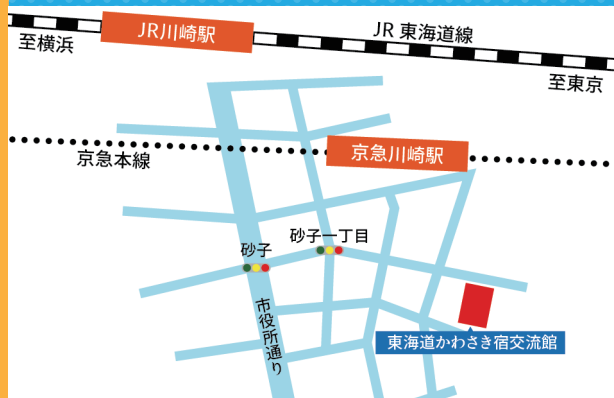 JR川崎駅
JR 東海道線
至横浜
至東京
京急本線
京急川崎駅
砂子一丁目
砂子
市役所通り
東海道かわさき宿交流館